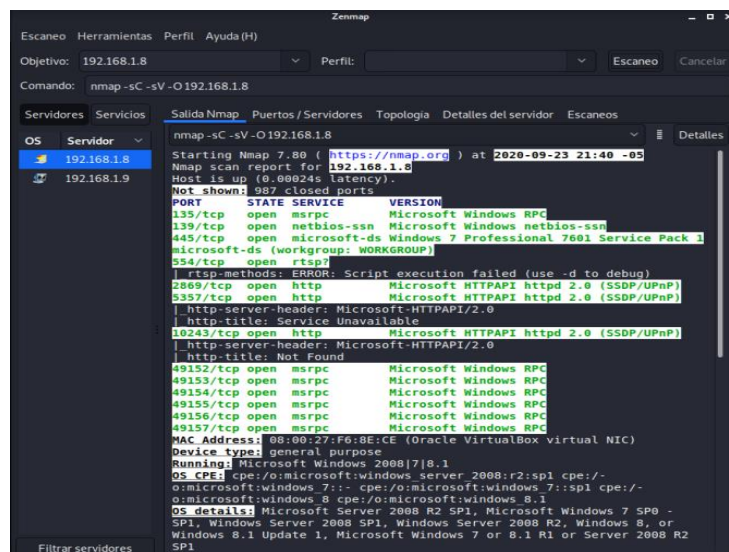 Zenmap
Escaneo Herramientas Perfil Ayuda (H)
Objetivo: 192.168.1.8 Perfil: Escaneo Cancelar
Comando: nmap -sC -sV -O 192.168.1.8
Servidores Servicios
OS Servidor
192.168.1.8
192.168.1.9
Filtrar servidores
Salida Nmap Puertos / Servidores Topología Detalles del servidor Escaneos
nmap -sC -sV -O 192.168.1.8 Detalles
Starting Nmap 7.80 ( https://nmap.org ) at 2020-09-23 21:40 -05
Nmap scan report for 192.168.1.8
Host is up (0.00024s latency).
Not shown: 987 closed ports
PORT STATE SERVICE VERSION
135/tcp open msrpc Microsoft Windows RPC
139/tcp open netbios-ssn Microsoft Windows netbios-ssn
445/tcp open microsoft-ds Windows 7 Professional 7601 Service Pack 1
microsoft-ds (workgroup: WORKGROUP)
554/tcp open rtsp?
| rtsp-methods: ERROR: Script execution failed (use -d to debug)
2869/tcp open http Microsoft HTTPAPI httpd 2.0 (SSDP/UPnP)
5357/tcp open http Microsoft HTTPAPI httpd 2.0 (SSDP/UPnP)
|_http-server-header: Microsoft-HTTPAPI/2.0
|_http-title: Service Unavailable
10243/tcp open http Microsoft HTTPAPI httpd 2.0 (SSDP/UPnP)
|_http-server-header: Microsoft-HTTPAPI/2.0
|_http-title: Not Found
49152/tcp open msrpc Microsoft Windows RPC
49153/tcp open msrpc Microsoft Windows RPC
49154/tcp open msrpc Microsoft Windows RPC
49155/tcp open msrpc Microsoft Windows RPC
49156/tcp open msrpc Microsoft Windows RPC
49157/tcp open msrpc Microsoft Windows RPC
MAC Address: 08:00:27:F6:8E:CE (Oracle VirtualBox virtual NIC)
Device type: general purpose
Running: Microsoft Windows 2008|7|8.1
OS CPE: cpe:/o:microsoft:windows_server_2008:r2:sp1 cpe:/-
o:microsoft:windows_7::- cpe:/o:microsoft:windows_7::sp1 cpe:/-
o:microsoft:windows_8 cpe:/o:microsoft:windows_8.1
OS details: Microsoft Server 2008 R2 SP1, Microsoft Windows 7 SP0 -
SP1, Windows Server 2008 SP1, Windows Server 2008 R2, Windows 8, or
Windows 8.1 Update 1, Microsoft Windows 7 or 8.1 R1 or Server 2008 R2
SP1